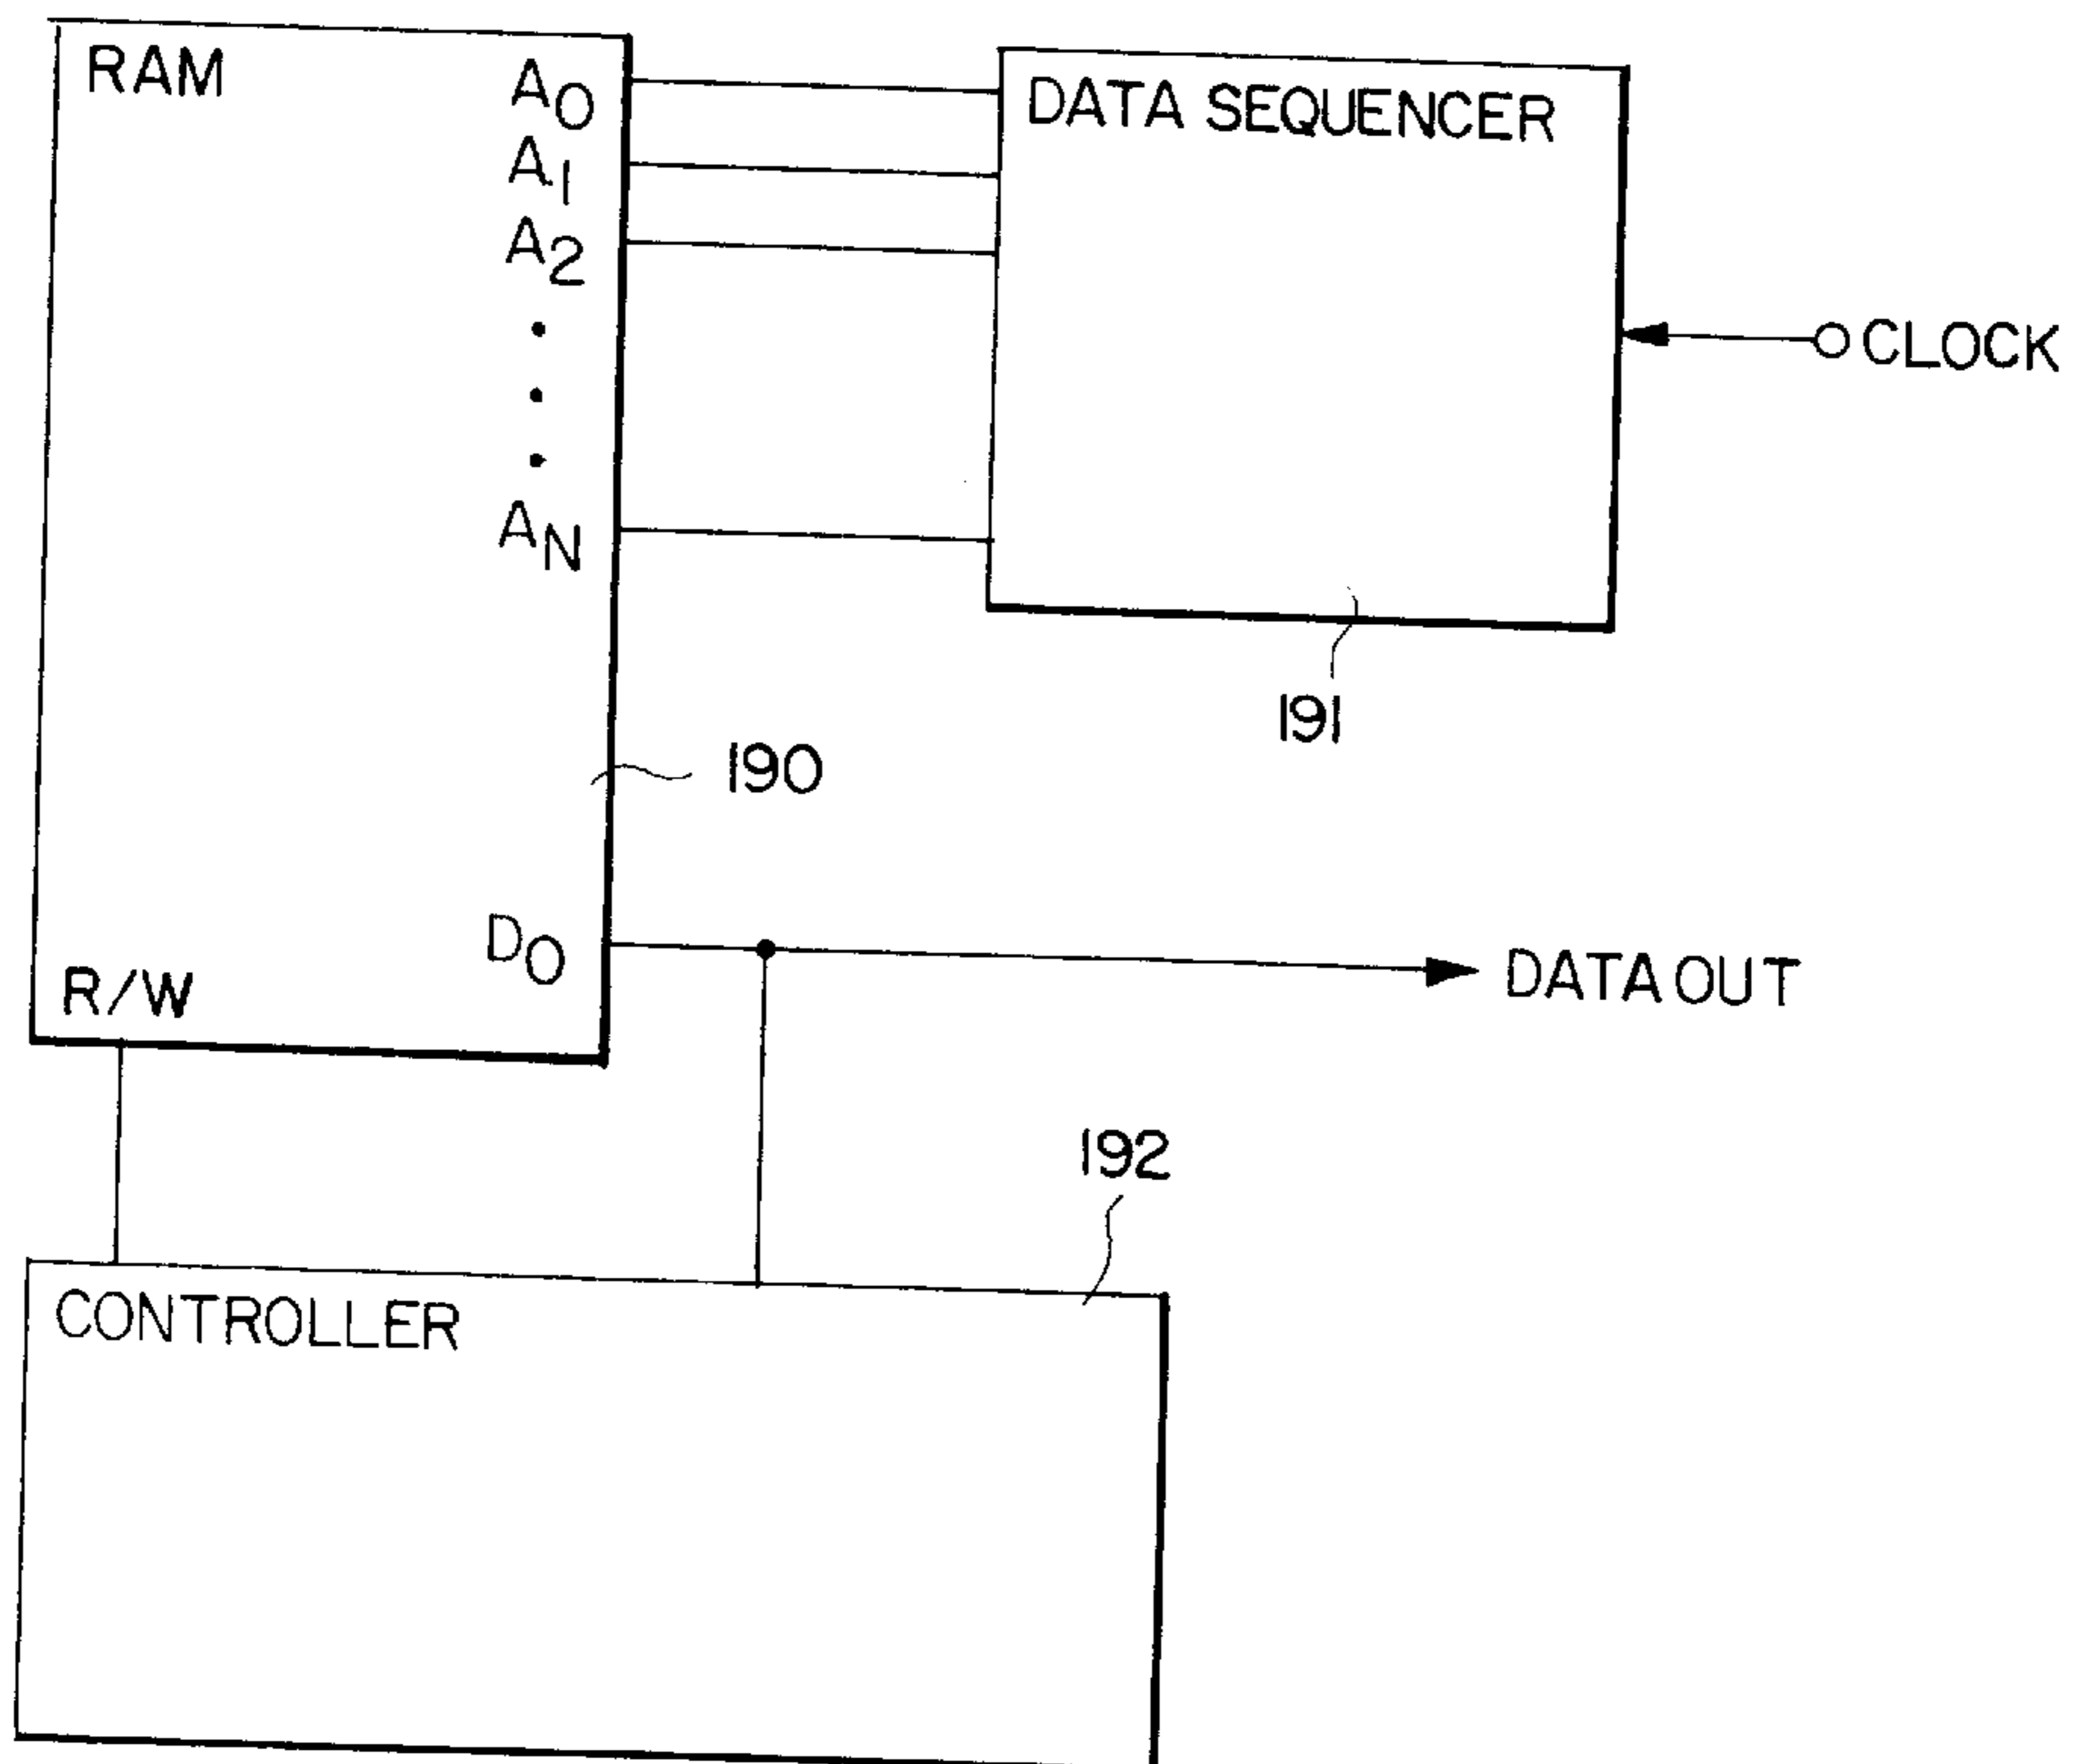 RAM
A0
A1
A2
AN
DATA SEQUENCER
CLOCK
191
190
D0
DATA OUT
R/W
192
CONTROLLER